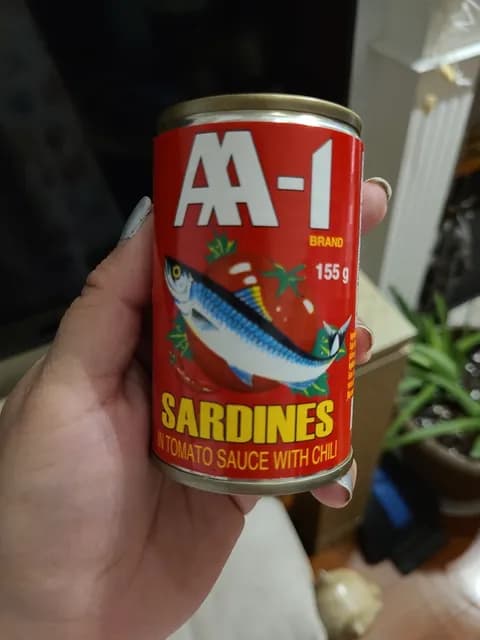 AA-1
BRAND
155 g
SARDINES
IN TOMATO SAUCE WITH CHILI